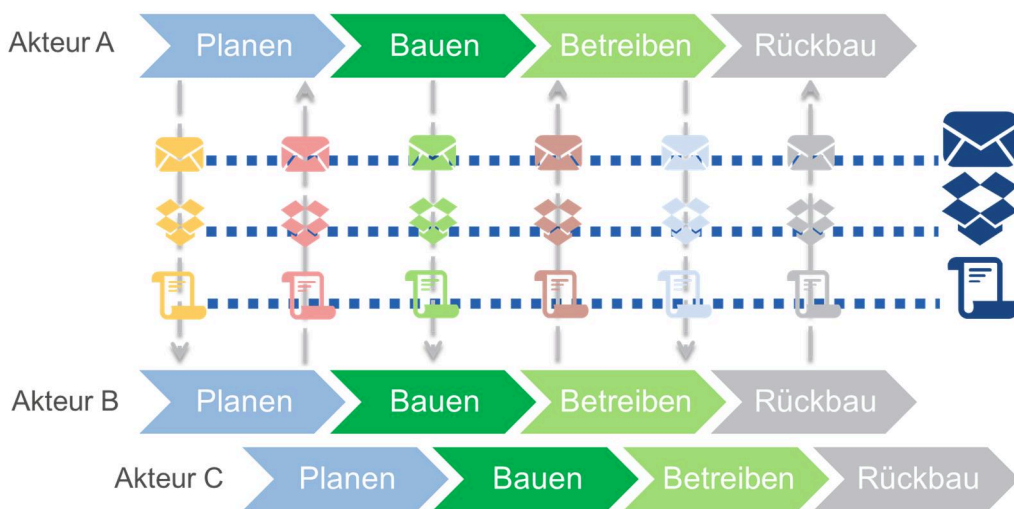 Akteur A Planen Bauen Betreiben Rückbau
Akteur B Planen Bauen Betreiben Rückbau
Akteur C Planen Bauen Betreiben Rückbau